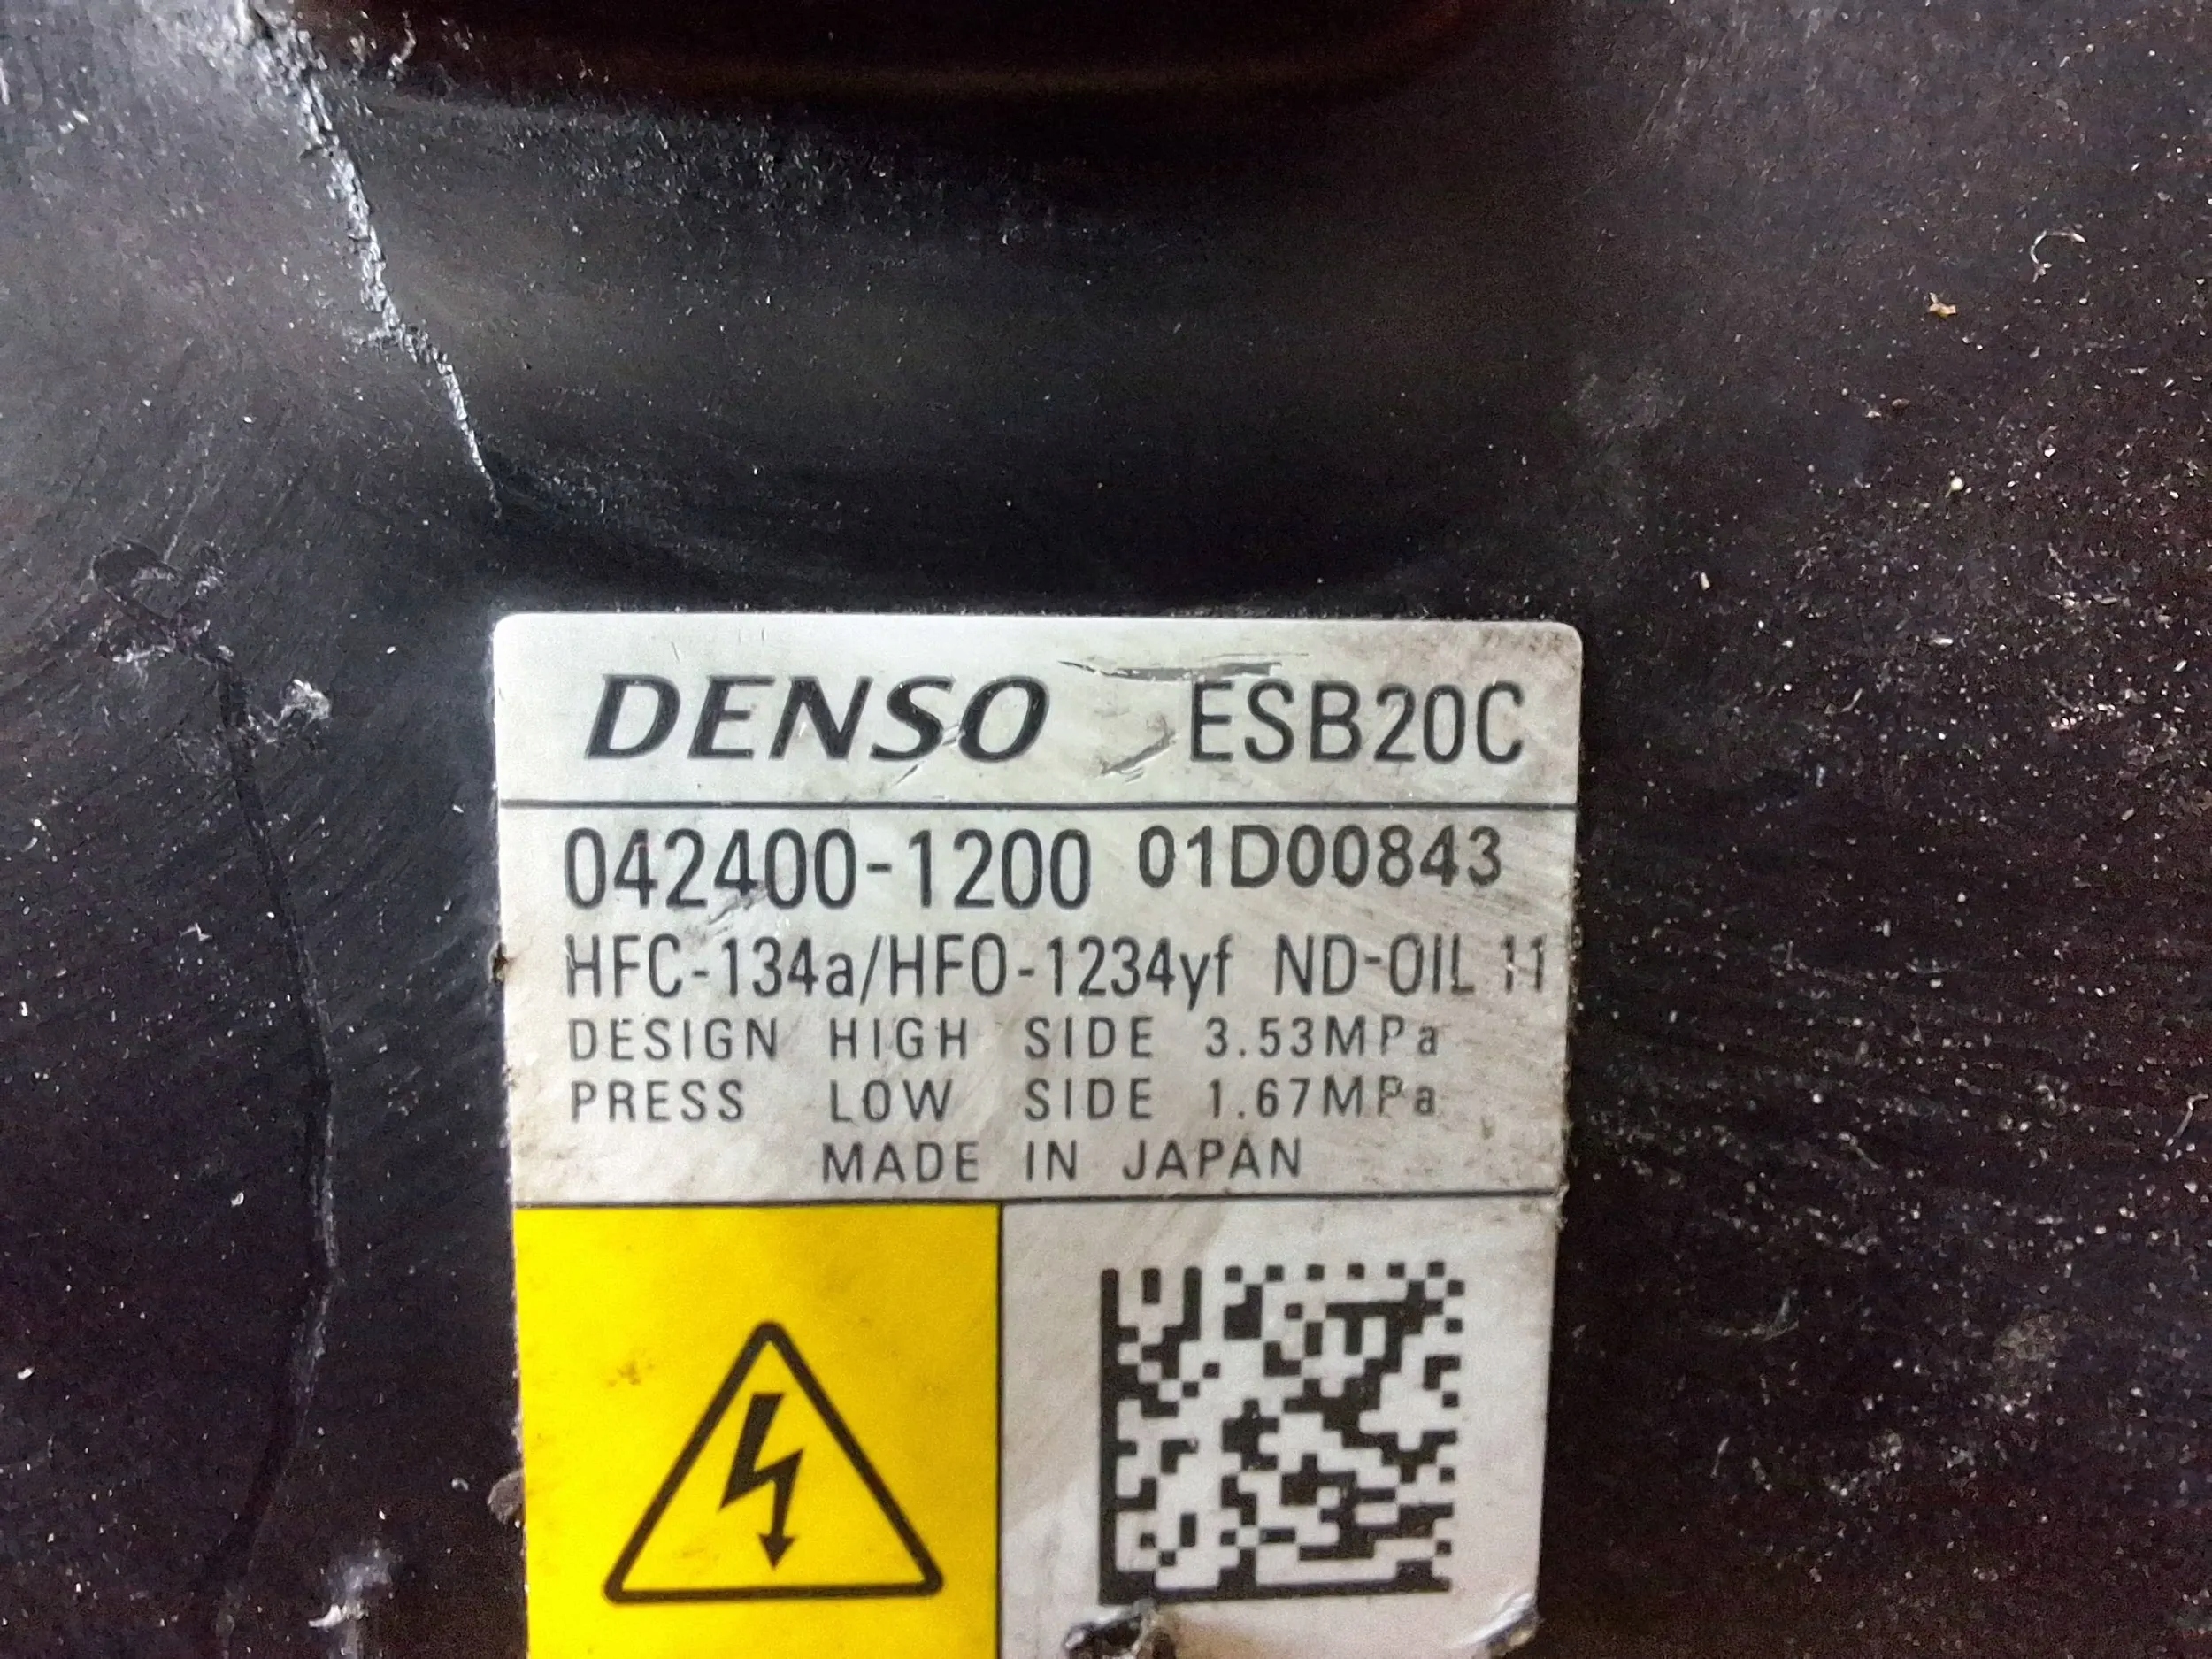 DENSO ESB20C
042400-1200 01D00843
HFC-134a/HFO-1234yf ND-OIL 11
DESIGN HIGH SIDE 3.53MPa
PRESS LOW SIDE 1.67MPa
MADE IN JAPAN